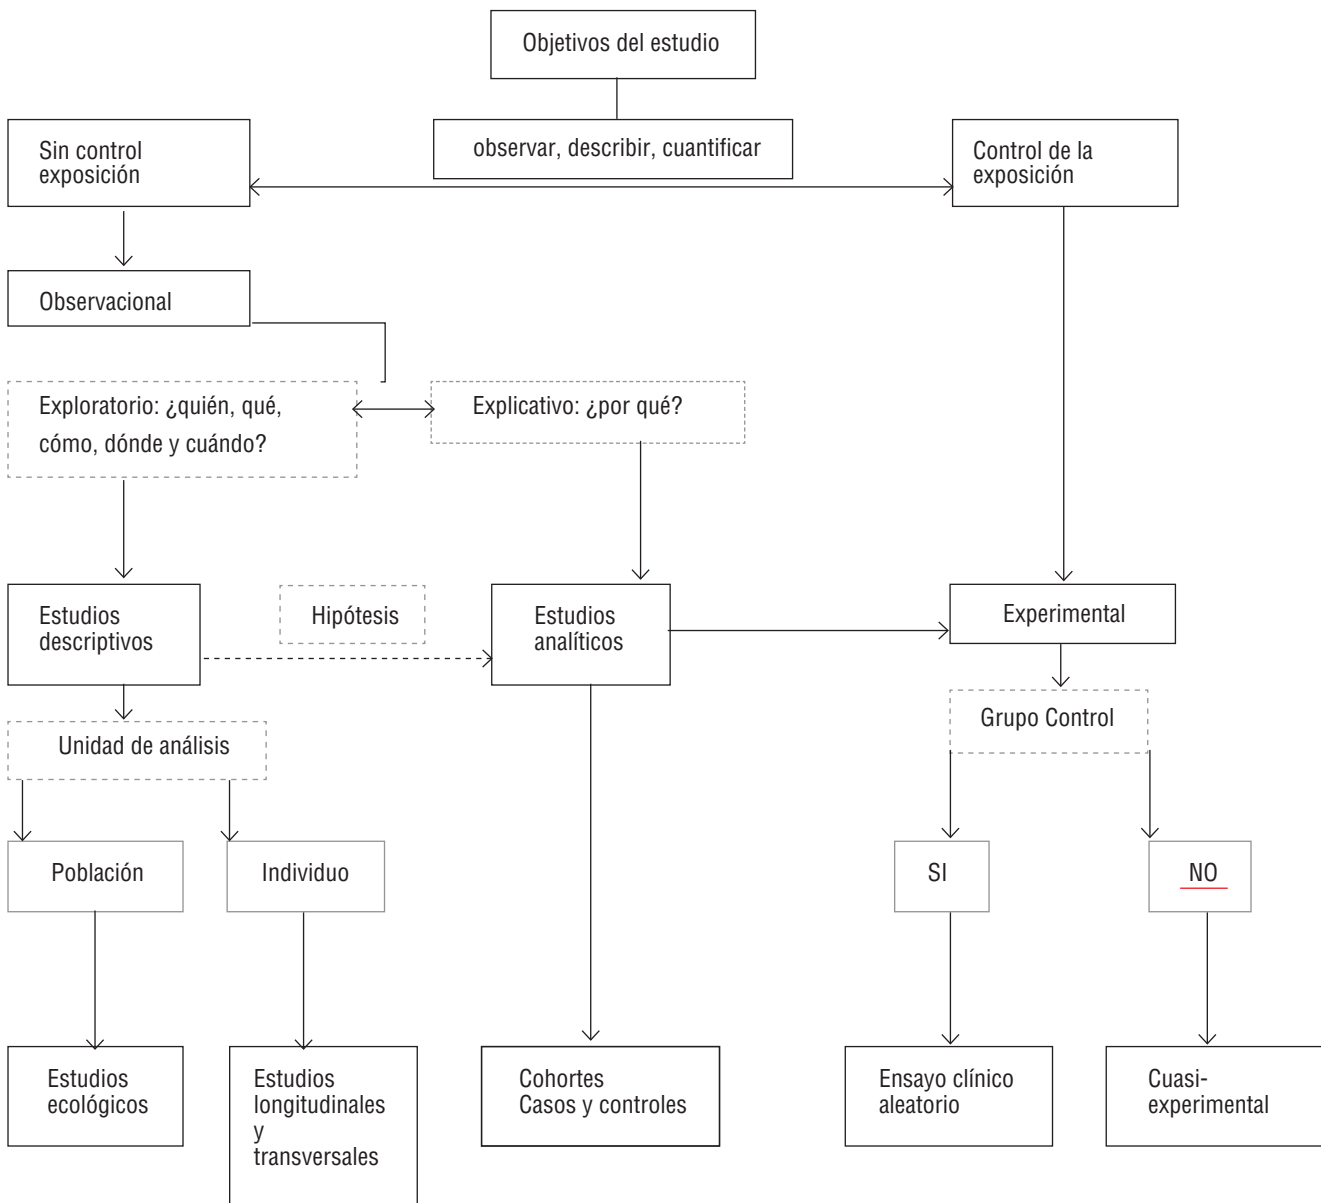 Objetivos del estudio
Sin control
exposición
observar, describir, cuantificar
Control de la
exposición
Observacional
Exploratorio: ¿quién, qué,
cómo, dónde y cuándo?
Explicativo: ¿por qué?
Estudios
descriptivos
Hipótesis
Estudios
analíticos
Experimental
Unidad de análisis
Grupo Control
Población
Individuo
SI
NO
Estudios
ecológicos
Estudios
longitudinales
y
transversales
Cohortes
Casos y controles
Ensayo clínico
aleatorio
Cuasi-
experimental